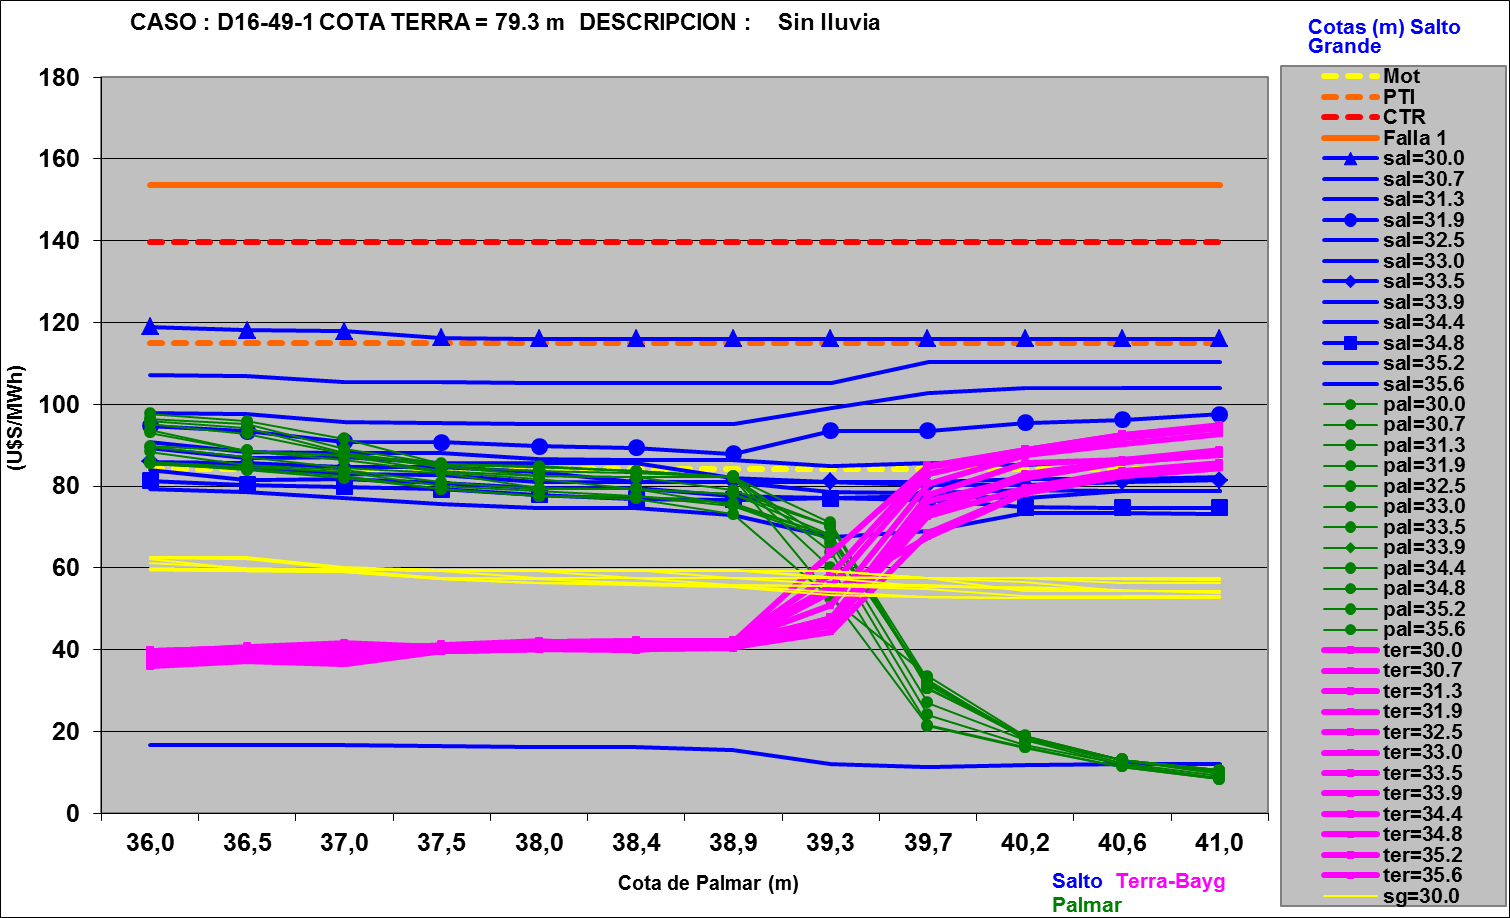 CASO : D16-49-1 COTA TERRA = 79.3 m DESCRIPCION : Sin lluvia
Cotas (m) Salto
Grande
180
160
140
120
100
80
60
40
20
0
(U$S/MWh)
36,0 36,5 37,0 37,5 38,0 38,4 38,9 39,3 39,7 40,2 40,6 41,0
Cota de Palmar (m)
Salto Terra-Bayg
Palmar
Mot
PTI
CTR
Falla 1
sal=30.0
sal=30.7
sal=31.3
sal=31.9
sal=32.5
sal=33.0
sal=33.5
sal=33.9
sal=34.4
sal=34.8
sal=35.2
sal=35.6
pal=30.0
pal=30.7
pal=31.3
pal=31.9
pal=32.5
pal=33.0
pal=33.5
pal=33.9
pal=34.4
pal=34.8
pal=35.2
pal=35.6
ter=30.0
ter=30.7
ter=31.3
ter=31.9
ter=32.5
ter=33.0
ter=33.5
ter=33.9
ter=34.4
ter=34.8
ter=35.2
ter=35.6
sg=30.0